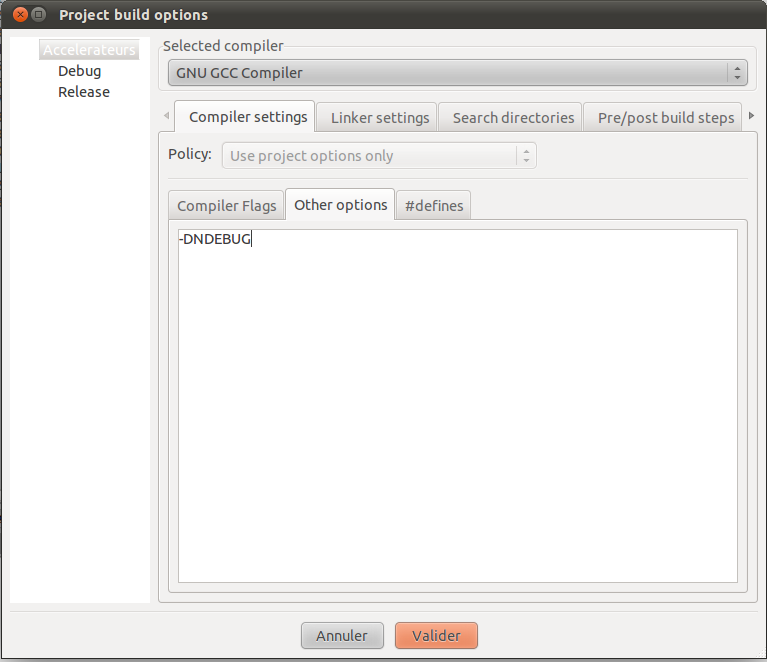 Project build options
Accelerateurs
Debug
Release
Selected compiler
GNU GCC Compiler
Compiler settings
Linker settings
Search directories
Pre/post build steps
Policy:
Use project options only
Compiler Flags
Other options
#defines
-DNDEBUG
Annuler
Valider